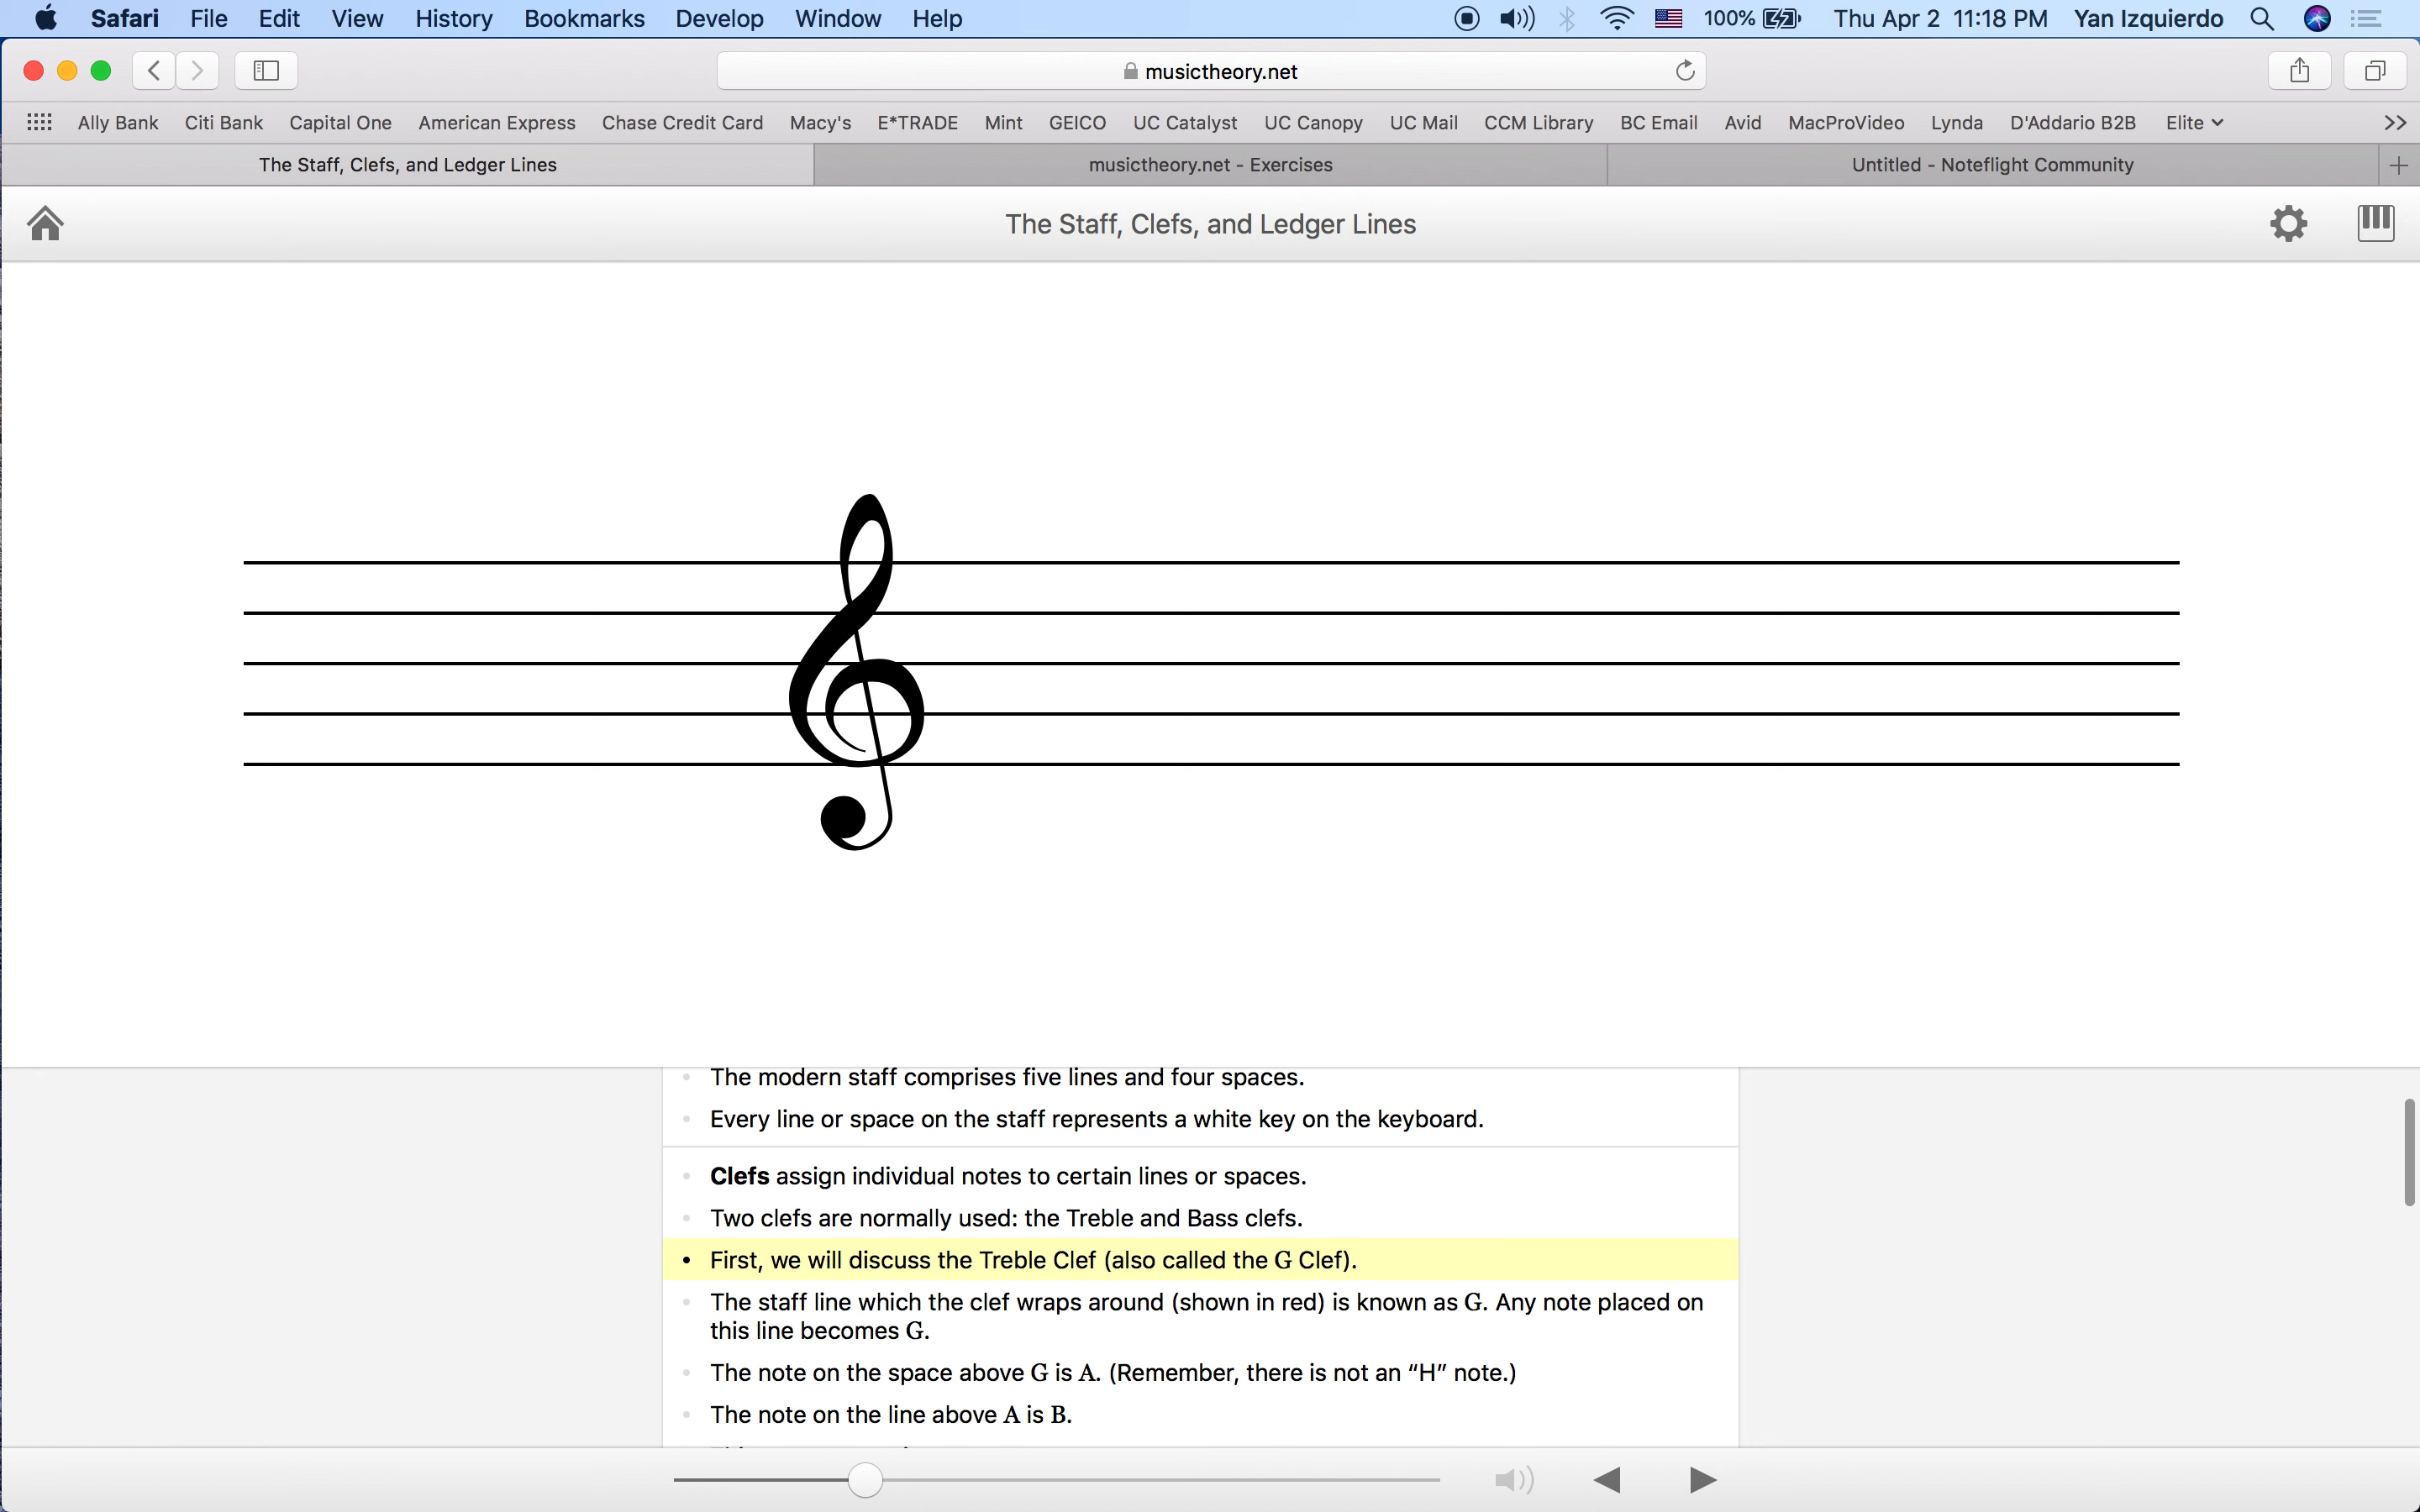 Safari File Edit View History Bookmarks Develop Window Help 100% Thu Apr 2 11:18 PM Yan Izquierdo
musictheory.net
Ally Bank Citi Bank Capital One American Express Chase Credit Card Macy's E*TRADE Mint GEICO UC Catalyst UC Canopy UC Mail CCM Library BC Email Avid MacProVideo Lynda D'Addario B2B Elite
The Staff, Clefs, and Ledger Lines musictheory.net - Exercises Untitled - Noteflight Community
The Staff, Clefs, and Ledger Lines
The modern staff comprises five lines and four spaces.
Every line or space on the staff represents a white key on the keyboard.
Clefs assign individual notes to certain lines or spaces.
Two clefs are normally used: the Treble and Bass clefs.
• First, we will discuss the Treble Clef (also called the G Clef).
The staff line which the clef wraps around (shown in red) is known as G. Any note placed on
this line becomes G.
The note on the space above G is A. (Remember, there is not an “H” note.)
The note on the line above A is B.